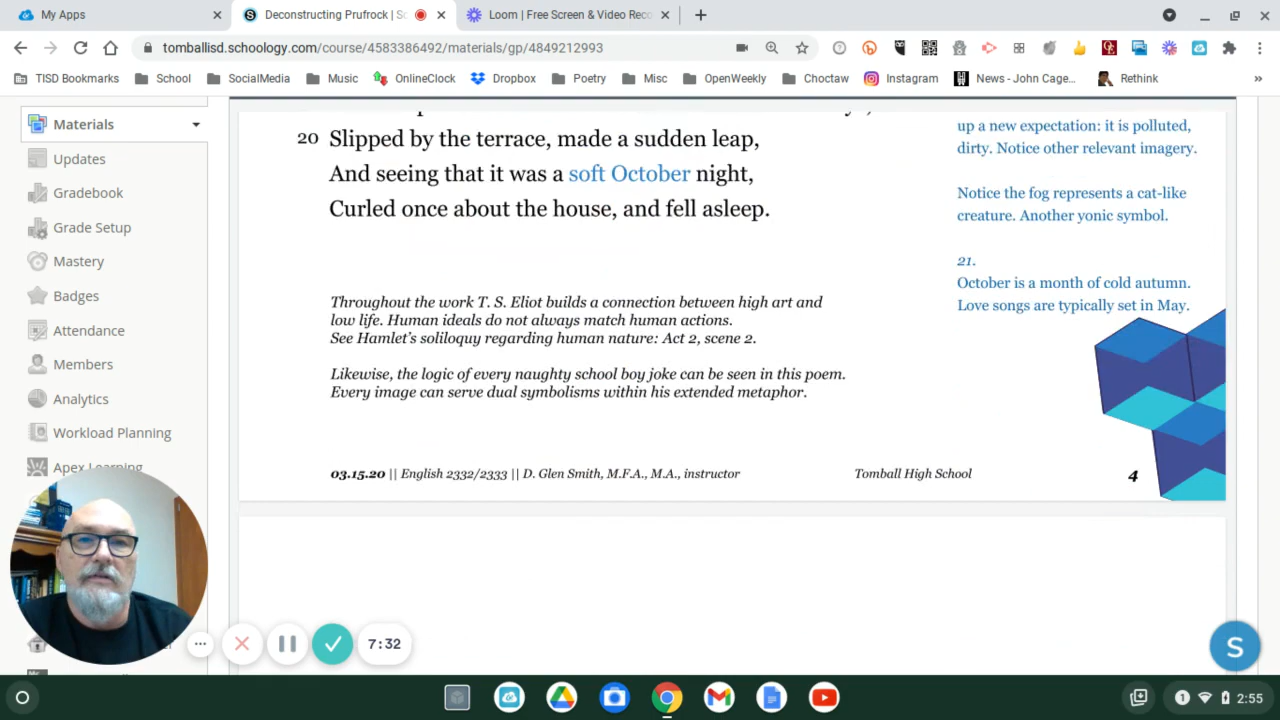 My Apps
Deconstructing Prufrock | Sc
Loom | Free Screen & Video Reco
tomballisd.schoology.com/course/4583386492/materials/gp/4849212993
TISD Bookmarks
School
SocialMedia
Music
OnlineClock
Dropbox
Poetry
Misc
OpenWeekly
Choctaw
Instagram
News - John Cage...
Rethink
»
Materials
Updates
Gradebook
Grade Setup
Mastery
Badges
Attendance
Members
Analytics
Workload Planning
Apex Learning
20 Slipped by the terrace, made a sudden leap,
And seeing that it was a soft October night,
Curled once about the house, and fell asleep.
Throughout the work T. S. Eliot builds a connection between high art and
low life. Human ideals do not always match human actions.
See Hamlet's soliloquy regarding human nature: Act 2, scene 2.
Likewise, the logic of every naughty school boy joke can be seen in this poem.
Every image can serve dual symbolisms within his extended metaphor.
up a new expectation: it is polluted,
dirty. Notice other relevant imagery.
Notice the fog represents a cat-like
creature. Another yonic symbol.
21.
October is a month of cold autumn.
Love songs are typically set in May.
03.15.20 || English 2332/2333 || D. Glen Smith, M.F.A., M.A., instructor
Tomball High School
4
7:32
S
1
2:55